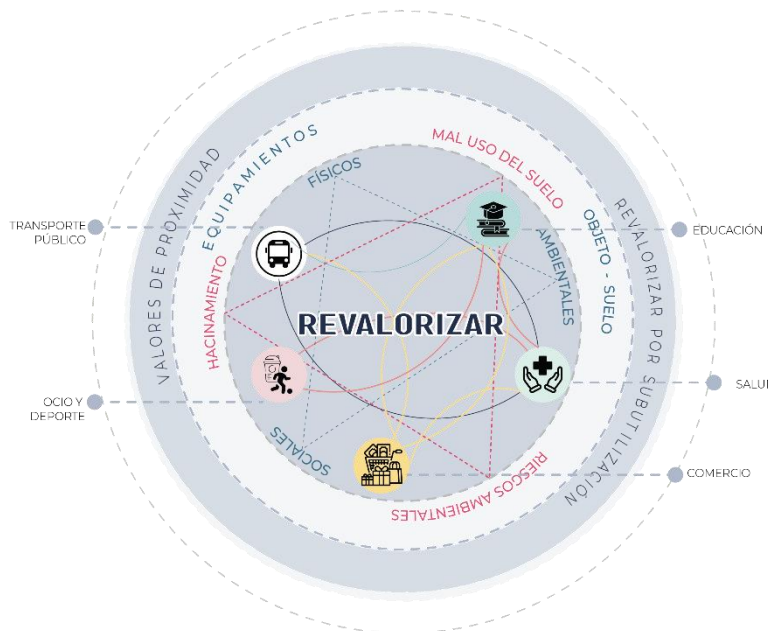 MAL USO DEL SUELO
EQUIPAMIENTOS
FÍSICOS
VALORES DE PROXIMIDAD
REVALORIZAR POR SUBUTILIZACIÓN
OBJETO - SUELO
AMBIENTALES
TRANSPORTE
PÚBLICO
EDUCACIÓN
HACINAMIENTO
REVALORIZAR
OCIO Y
DEPORTE
SALUI
SOCIALES
RIESGOS AMBIENTALES
COMERCIO